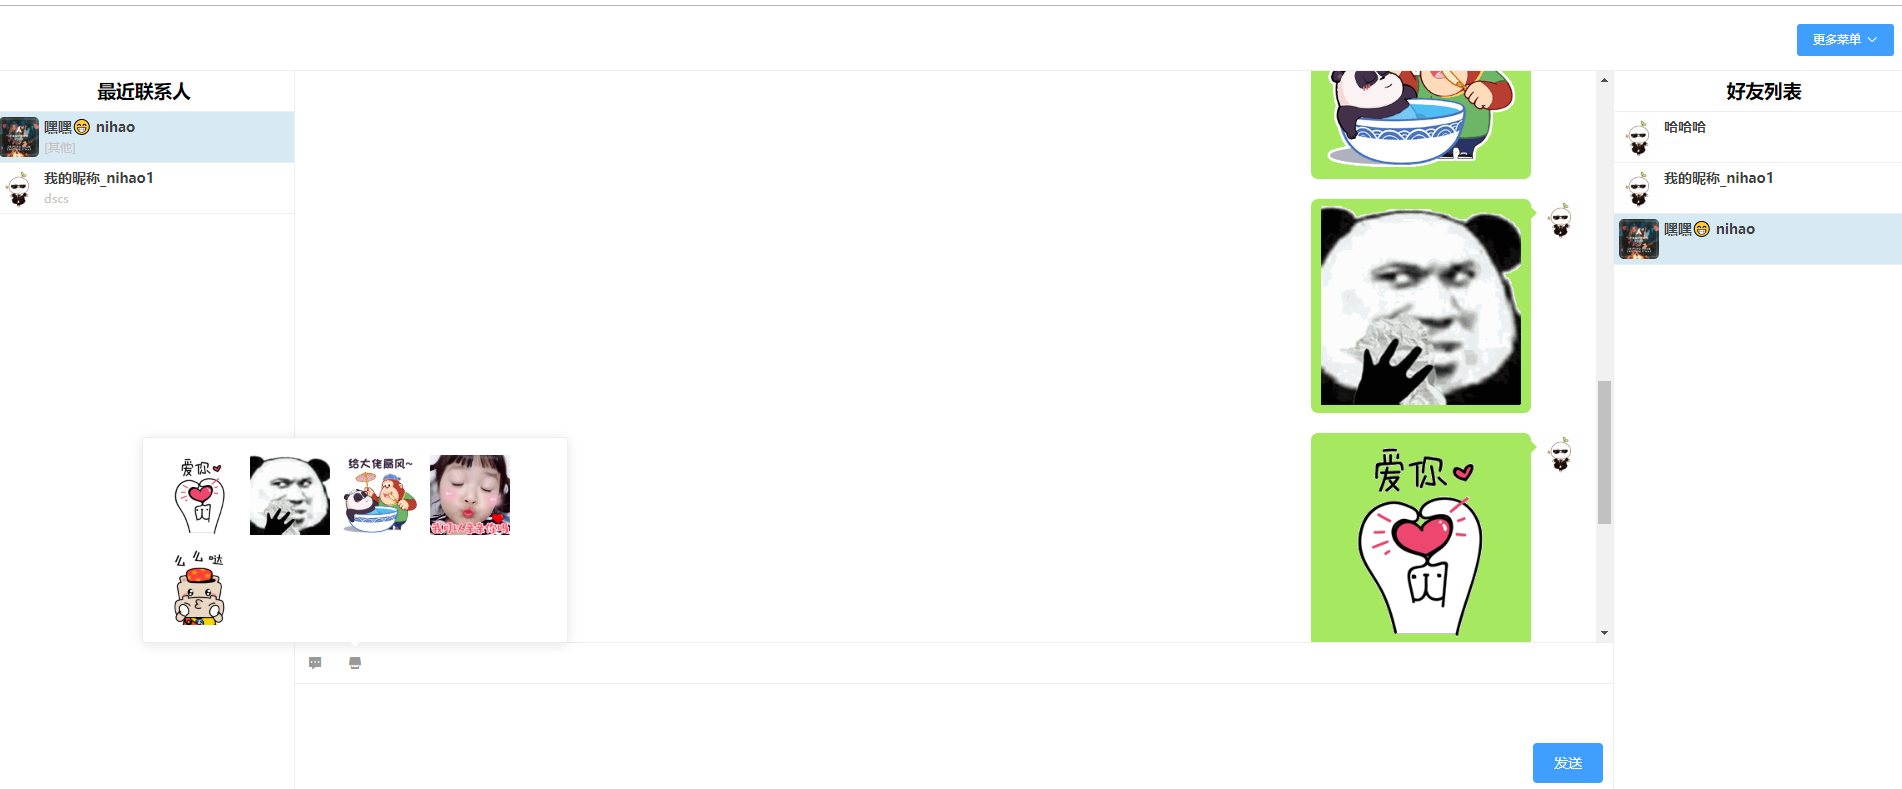 更多菜单
最近联系人
嘿嘿😁 nihao
[其他]
我的昵称_nihao1
dscs
爱你
爱你
给大佬扇风~
我可以亲亲你吗
么么哒
发送
好友列表
哈哈哈
我的昵称_nihao1
嘿嘿😁 nihao